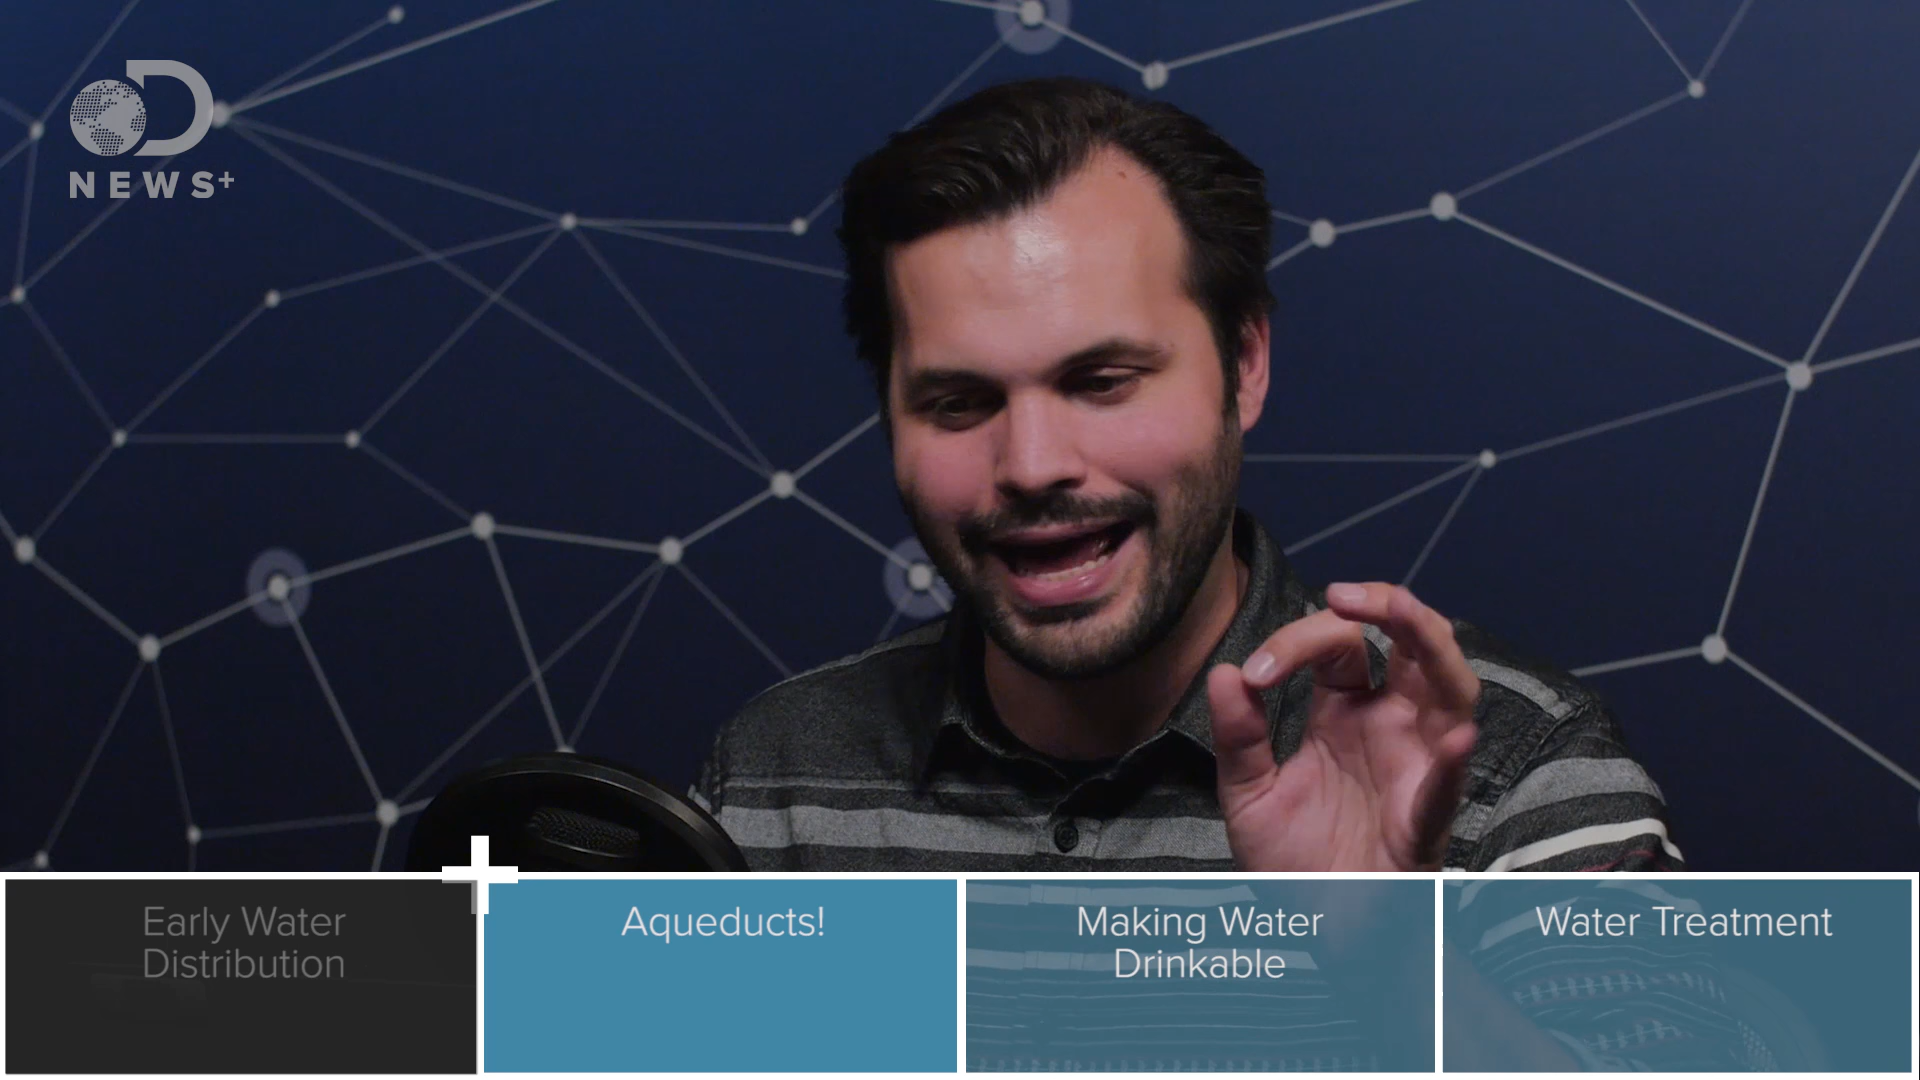 D
NEWS+
Early Water
Distribution
Aqueducts!
Making Water
Drinkable
Water Treatment